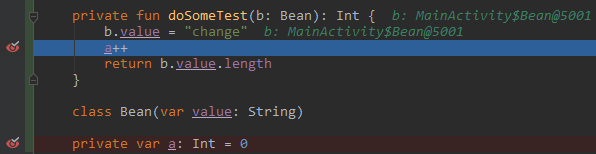 private fun doSomeTest(b: Bean): Int {  b: MainActivity$Bean@5001
b.value = "change"  b: MainActivity$Bean@5001
a++
return b.value.length
}
class Bean(var value: String)
private var a: Int = 0